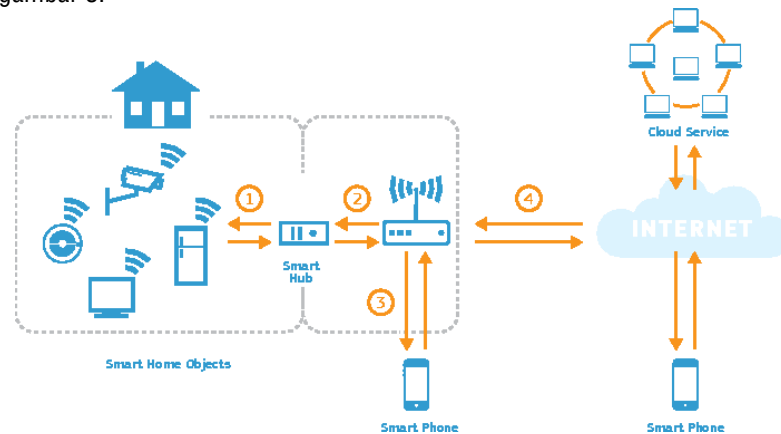 gambar 3.
Cloud Service
1
2
4
INTERNET
Smart
Hub
3
Smart Home Objects
Smart Phone
Smart Phone